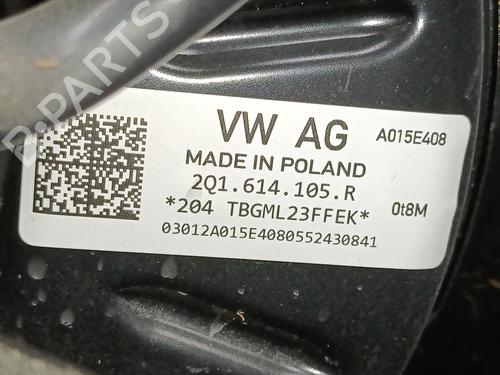 B-PARTS
VW AG
A015E408
MADE IN POLAND
2Q1.614.105.R
*204 TBGML23FFEK*
0t8M
03012A015E4080552430841